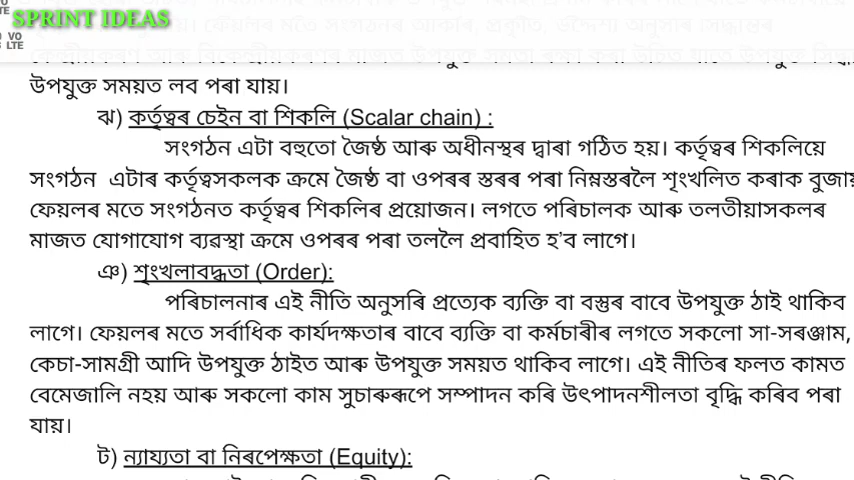 SPRINT IDEAS
VO
LTE
উপযুক্ত সময়ত লব পৰা যায়।
ঝ) কৰ্তৃত্বৰ চেইন বা শিকলি (Scalar chain) :
সংগঠন এটা বহুতো জৈষ্ঠ আৰু অধীনস্থৰ দ্বাৰা গঠিত হয়। কৰ্তৃত্বৰ শিকলিয়ে
সংগঠন এটাৰ কৰ্তৃত্বসকলক ক্ৰমে জৈষ্ঠ বা ওপৰৰ স্তৰৰ পৰা নিম্নস্তৰলৈ শৃংখলিত কৰাক বুজায়
ফেয়লৰ মতে সংগঠনত কৰ্তৃত্বৰ শিকলিৰ প্ৰয়োজন। লগতে পৰিচালক আৰু তলতীয়াসকলৰ
মাজত যোগাযোগ ব্যৱস্থা ক্ৰমে ওপৰৰ পৰা তললৈ প্ৰবাহিত হ'ব লাগে।
ঞ) শৃংখলাবদ্ধতা (Order):
পৰিচালনাৰ এই নীতি অনুসৰি প্ৰত্যেক ব্যক্তি বা বস্তুৰ বাবে উপযুক্ত ঠাই থাকিব
লাগে। ফেয়লৰ মতে সৰ্বাধিক কাৰ্যদক্ষতাৰ বাবে ব্যক্তি বা কৰ্মচাৰীৰ লগতে সকলো সা-সৰঞ্জাম,
কেচা-সামগ্ৰী আদি উপযুক্ত ঠাইত আৰু উপযুক্ত সময়ত থাকিব লাগে। এই নীতিৰ ফলত কামত
বেমেজালি নহয় আৰু সকলো কাম সুচাৰুৰূপে সম্পাদন কৰি উৎপাদনশীলতা বৃদ্ধি কৰিব পৰা
যায়।
ট) ন্যায্যতা বা নিৰপেক্ষতা (Equity):